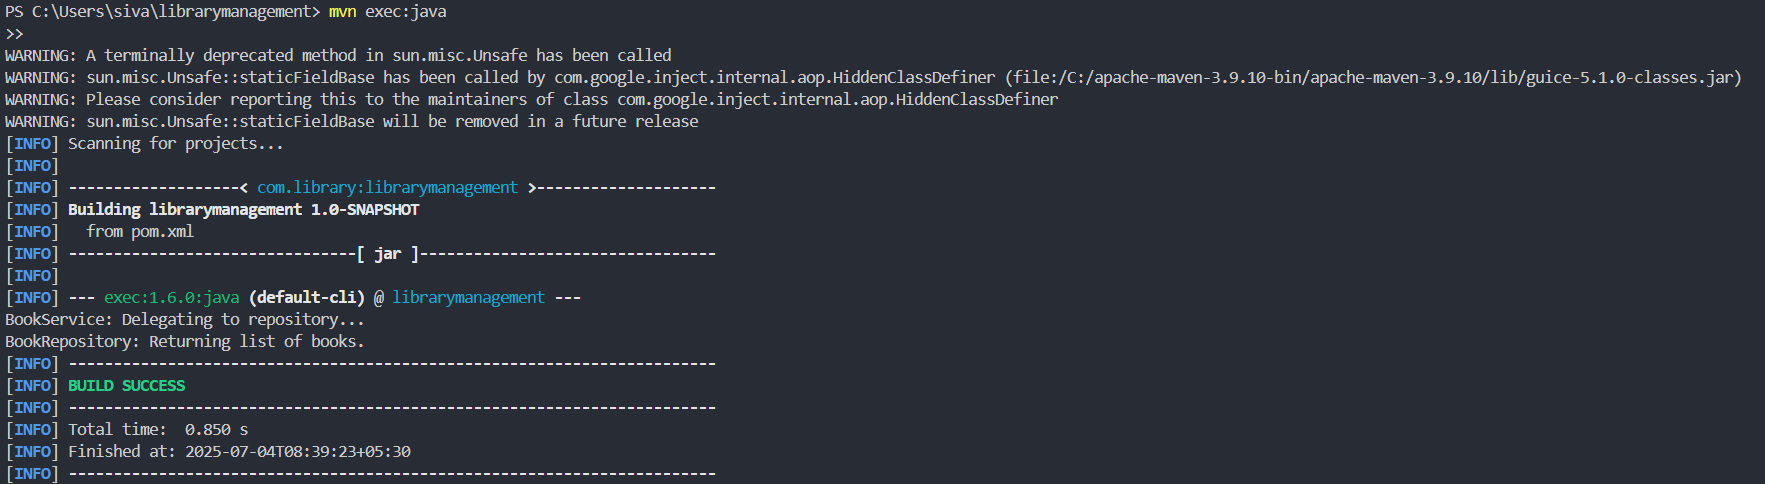 PS C:\Users\siva\librarymanagement> mvn exec:java
>>
WARNING: A terminally deprecated method in sun.misc.Unsafe has been called
WARNING: sun.misc.Unsafe::staticFieldBase has been called by com.google.inject.internal.aop.HiddenClassDefiner (file:/C:/apache-maven-3.9.10-bin/apache-maven-3.9.10/lib/guice-5.1.0-classes.jar)
WARNING: Please consider reporting this to the maintainers of class com.google.inject.internal.aop.HiddenClassDefiner
WARNING: sun.misc.Unsafe::staticFieldBase will be removed in a future release
[INFO] Scanning for projects...
[INFO]
[INFO] -------------------< com.library:librarymanagement >--------------------
[INFO] Building librarymanagement 1.0-SNAPSHOT
[INFO]   from pom.xml
[INFO] --------------------------------[ jar ]---------------------------------
[INFO]
[INFO] --- exec:1.6.0:java (default-cli) @ librarymanagement ---
BookService: Delegating to repository...
BookRepository: Returning list of books.
[INFO] ------------------------------------------------------------------------
[INFO] BUILD SUCCESS
[INFO] ------------------------------------------------------------------------
[INFO] Total time:  0.850 s
[INFO] Finished at: 2025-07-04T08:39:23+05:30
[INFO] ------------------------------------------------------------------------